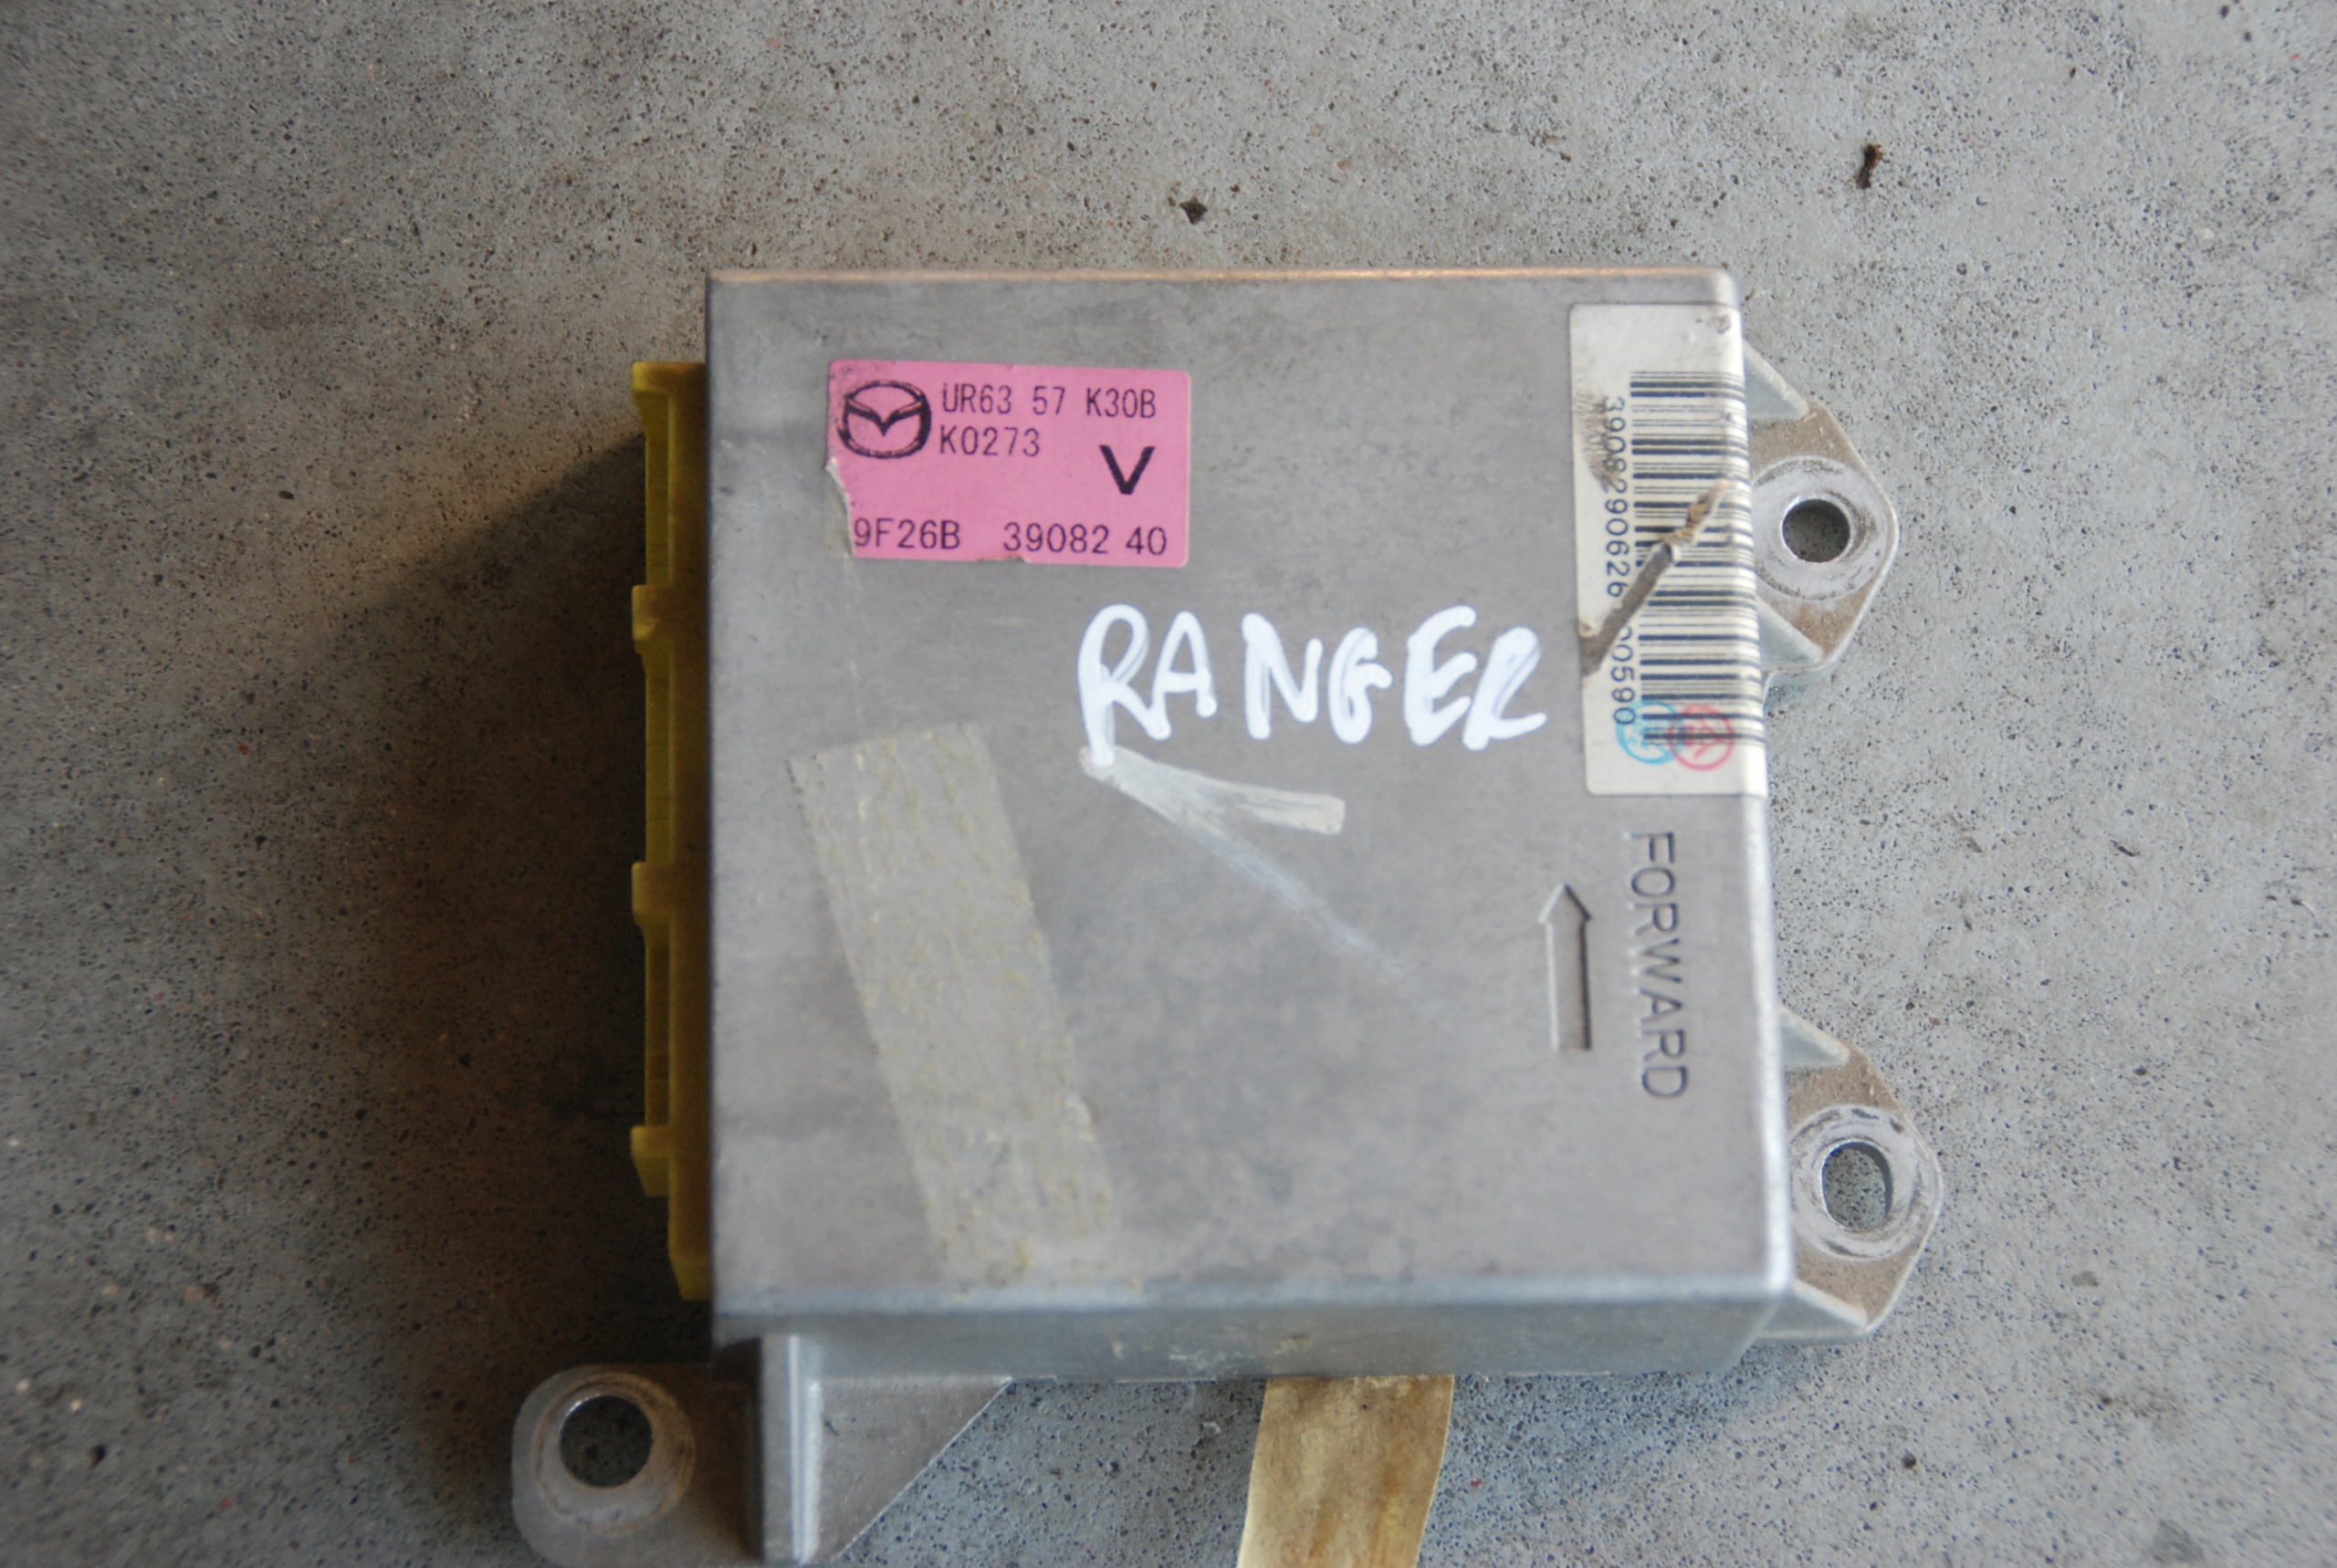 UR63 57 K30B
K0273
V
9F26B 39082 40
RANGER
FORWARD